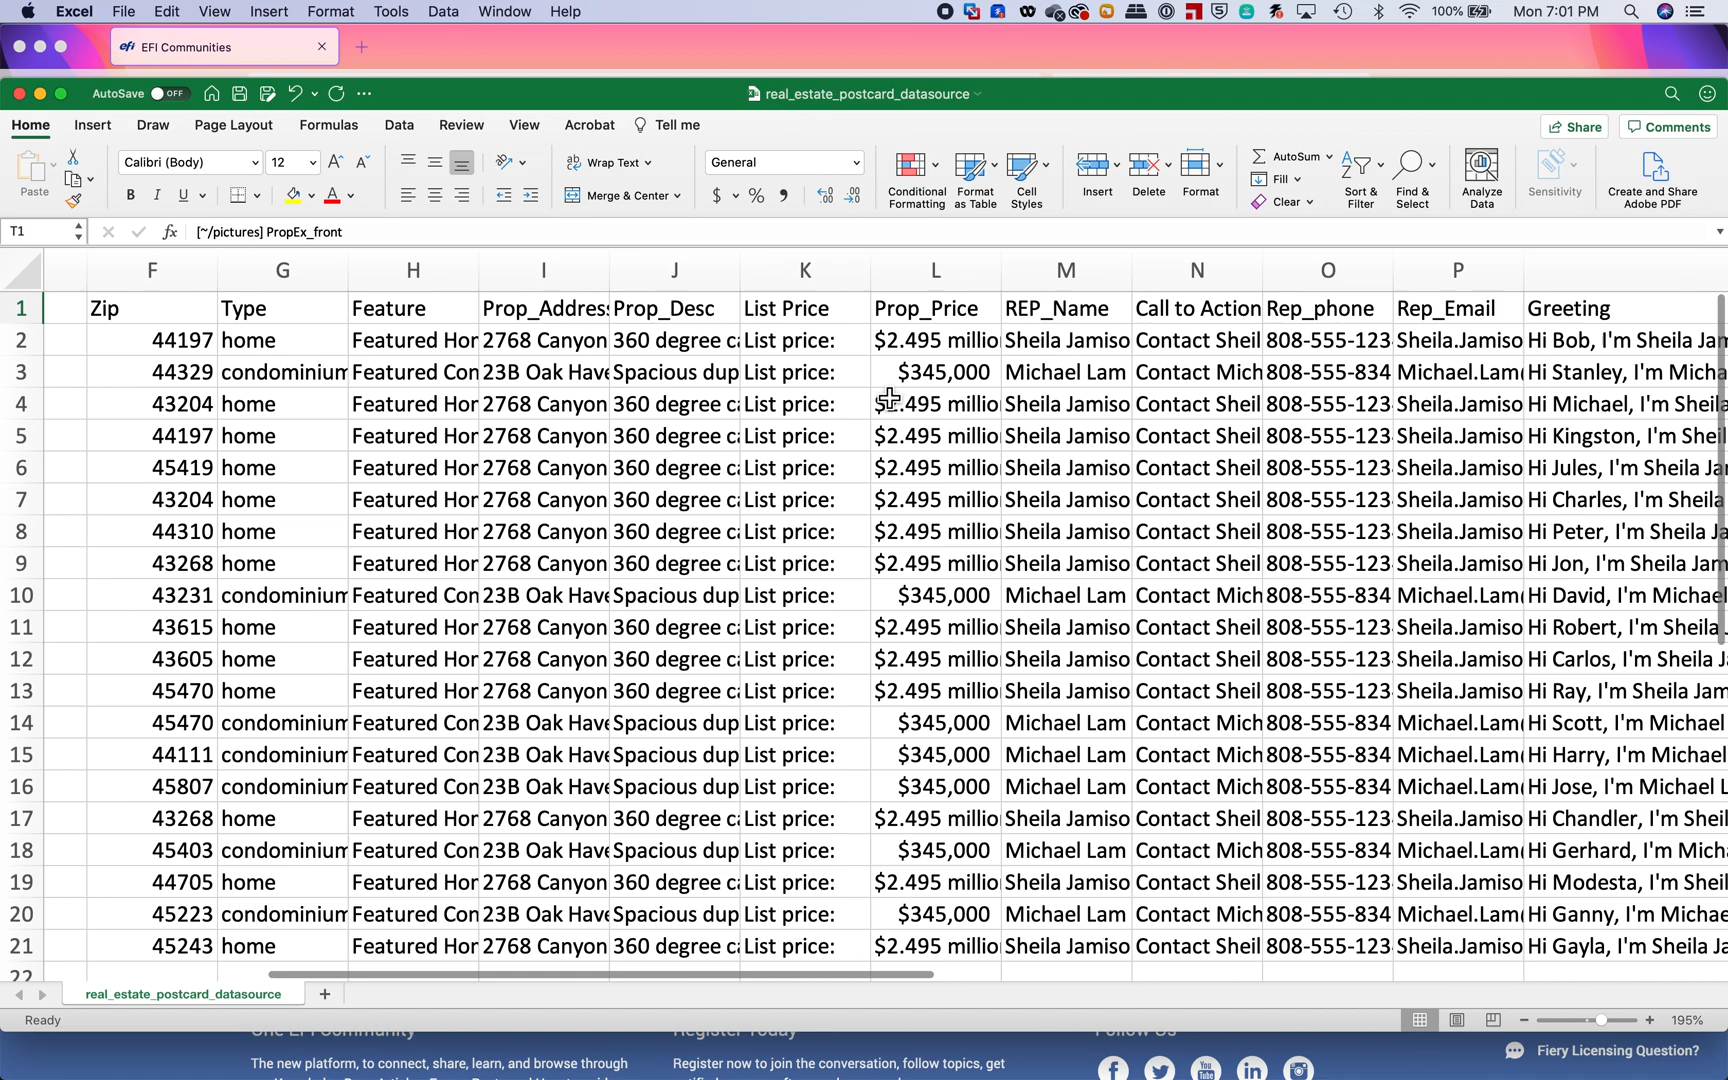 Excel File Edit View Insert Format Tools Data Window Help 100% Mon 7:01 PM
efi EFI Communities
AutoSave OFF real_estate_postcard_datasource
Home Insert Draw Page Layout Formulas Data Review View Acrobat Tell me Share Comments
Paste Calibri (Body) 12 Wrap Text General Conditional Formatting Format as Table Cell Styles Insert Delete Format AutoSum Sort & Filter Find & Select Analyze Data Sensitivity Create and Share Adobe PDF
B I U Merge & Center $ % Fill
Clear
T1 fx [~/pictures] PropEx_front
F G H I J K L M N O P
1 Zip Type Feature Prop_Address Prop_Desc List Price Prop_Price REP_Name Call to Action Rep_phone Rep_Email Greeting
2 44197 home Featured Hor 2768 Canyon 360 degree ca List price: $2.495 millio Sheila Jamiso Contact Sheil 808-555-123 Sheila.Jamiso Hi Bob, I'm Sheila Jam
3 44329 condominium Featured Con 23B Oak Have Spacious dup List price: $345,000 Michael Lam Contact Mich 808-555-834 Michael.Lam( Hi Stanley, I'm Micha
4 43204 home Featured Hor 2768 Canyon 360 degree ca List price: $2.495 millio Sheila Jamiso Contact Sheil 808-555-123 Sheila.Jamiso Hi Michael, I'm Sheila
5 44197 home Featured Hor 2768 Canyon 360 degree ca List price: $2.495 millio Sheila Jamiso Contact Sheil 808-555-123 Sheila.Jamiso Hi Kingston, I'm Shei
6 45419 home Featured Hor 2768 Canyon 360 degree ca List price: $2.495 millio Sheila Jamiso Contact Sheil 808-555-123 Sheila.Jamiso Hi Jules, I'm Sheila Ja
7 43204 home Featured Hor 2768 Canyon 360 degree ca List price: $2.495 millio Sheila Jamiso Contact Sheil 808-555-123 Sheila.Jamiso Hi Charles, I'm Sheila
8 44310 home Featured Hor 2768 Canyon 360 degree ca List price: $2.495 millio Sheila Jamiso Contact Sheil 808-555-123 Sheila.Jamiso Hi Peter, I'm Sheila Ja
9 43268 home Featured Hor 2768 Canyon 360 degree ca List price: $2.495 millio Sheila Jamiso Contact Sheil 808-555-123 Sheila.Jamiso Hi Jon, I'm Sheila Jam
10 43231 condominium Featured Con 23B Oak Have Spacious dup List price: $345,000 Michael Lam Contact Mich 808-555-834 Michael.Lam( Hi David, I'm Michael
11 43615 home Featured Hor 2768 Canyon 360 degree ca List price: $2.495 millio Sheila Jamiso Contact Sheil 808-555-123 Sheila.Jamiso Hi Robert, I'm Sheila
12 43605 home Featured Hor 2768 Canyon 360 degree ca List price: $2.495 millio Sheila Jamiso Contact Sheil 808-555-123 Sheila.Jamiso Hi Carlos, I'm Sheila J
13 45470 home Featured Hor 2768 Canyon 360 degree ca List price: $2.495 millio Sheila Jamiso Contact Sheil 808-555-123 Sheila.Jamiso Hi Ray, I'm Sheila Jam
14 45470 condominium Featured Con 23B Oak Have Spacious dup List price: $345,000 Michael Lam Contact Mich 808-555-834 Michael.Lam( Hi Scott, I'm Michael
15 44111 condominium Featured Con 23B Oak Have Spacious dup List price: $345,000 Michael Lam Contact Mich 808-555-834 Michael.Lam( Hi Harry, I'm Michael
16 45807 condominium Featured Con 23B Oak Have Spacious dup List price: $345,000 Michael Lam Contact Mich 808-555-834 Michael.Lam( Hi Jose, I'm Michael L
17 43268 home Featured Hor 2768 Canyon 360 degree ca List price: $2.495 millio Sheila Jamiso Contact Sheil 808-555-123 Sheila.Jamiso Hi Chandler, I'm Sheil
18 45403 condominium Featured Con 23B Oak Have Spacious dup List price: $345,000 Michael Lam Contact Mich 808-555-834 Michael.Lam( Hi Gerhard, I'm Mich
19 44705 home Featured Hor 2768 Canyon 360 degree ca List price: $2.495 millio Sheila Jamiso Contact Sheil 808-555-123 Sheila.Jamiso Hi Modesta, I'm Sheil
20 45223 condominium Featured Con 23B Oak Have Spacious dup List price: $345,000 Michael Lam Contact Mich 808-555-834 Michael.Lam( Hi Ganny, I'm Michae
21 45243 home Featured Hor 2768 Canyon 360 degree ca List price: $2.495 millio Sheila Jamiso Contact Sheil 808-555-123 Sheila.Jamiso Hi Gayla, I'm Sheila J
22
real_estate_postcard_datasource
Ready 195%
One EFI Community Register Today Follow Us
The new platform, to connect, share, learn, and browse through Register now to join the conversation, follow topics, get
Fiery Licensing Question?